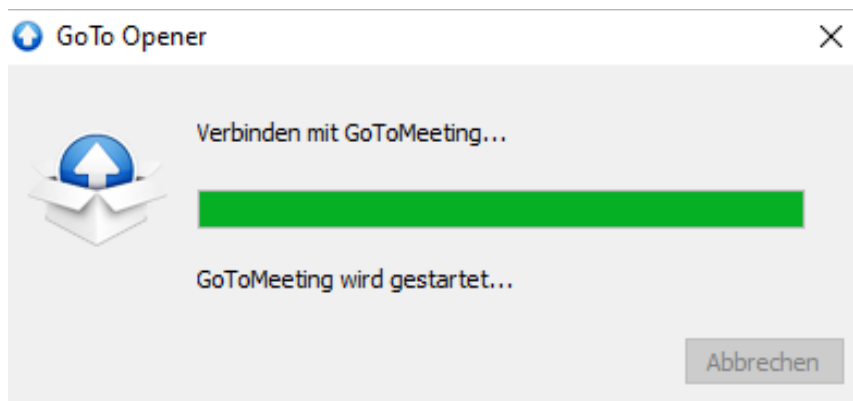 GoTo Opener
Verbinden mit GoToMeeting...
GoToMeeting wird gestartet...
Abbrechen